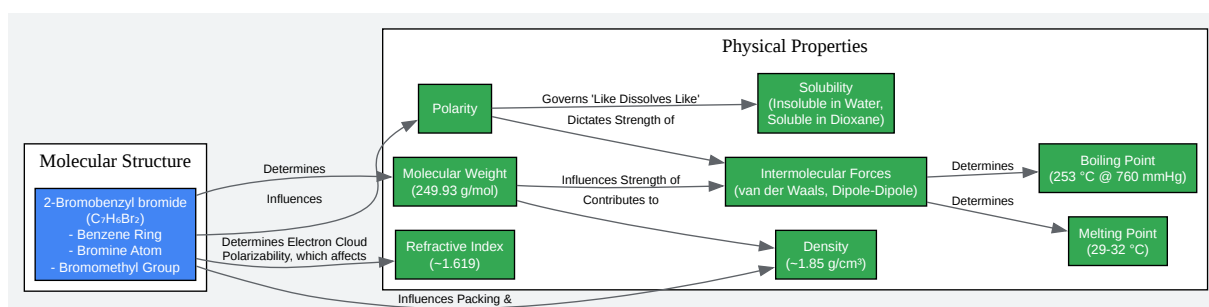 Physical Properties
Molecular Structure
2-Bromobenzyl bromide
(C₇H₆Br₂)
- Benzene Ring
- Bromine Atom
- Bromomethyl Group
Determines
Influences
Determines Electron Cloud
Polarizability, which affects
Influences Packing &
Polarity
Molecular Weight
(249.93 g/mol)
Refractive Index
(~1.619)
Governs 'Like Dissolves Like'
Dictates Strength of
Influences Strength of
Contributes to
Solubility
(Insoluble in Water,
Soluble in Dioxane)
Intermolecular Forces
(van der Waals, Dipole-Dipole)
Density
(~1.85 g/cm³)
Determines
Determines
Boiling Point
(253 °C @ 760 mmHg)
Melting Point
(29-32 °C)